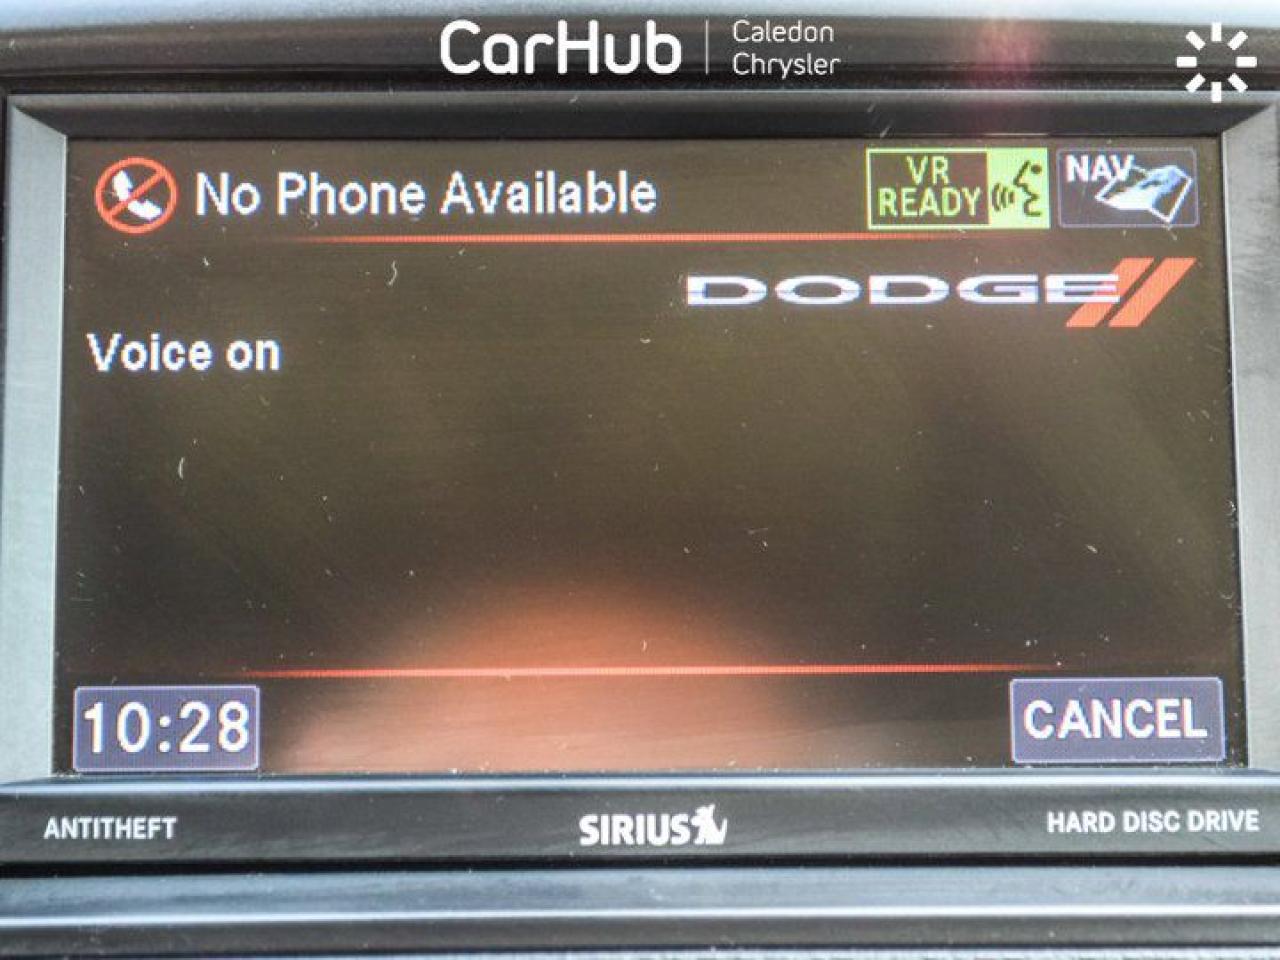 CarHub
Caledon
Chrysler
No Phone Available
VR
READY
NAV
DODGE
Voice on
10:28
CANCEL
ANTITHEFT
SIRIUS
HARD DISC DRIVE